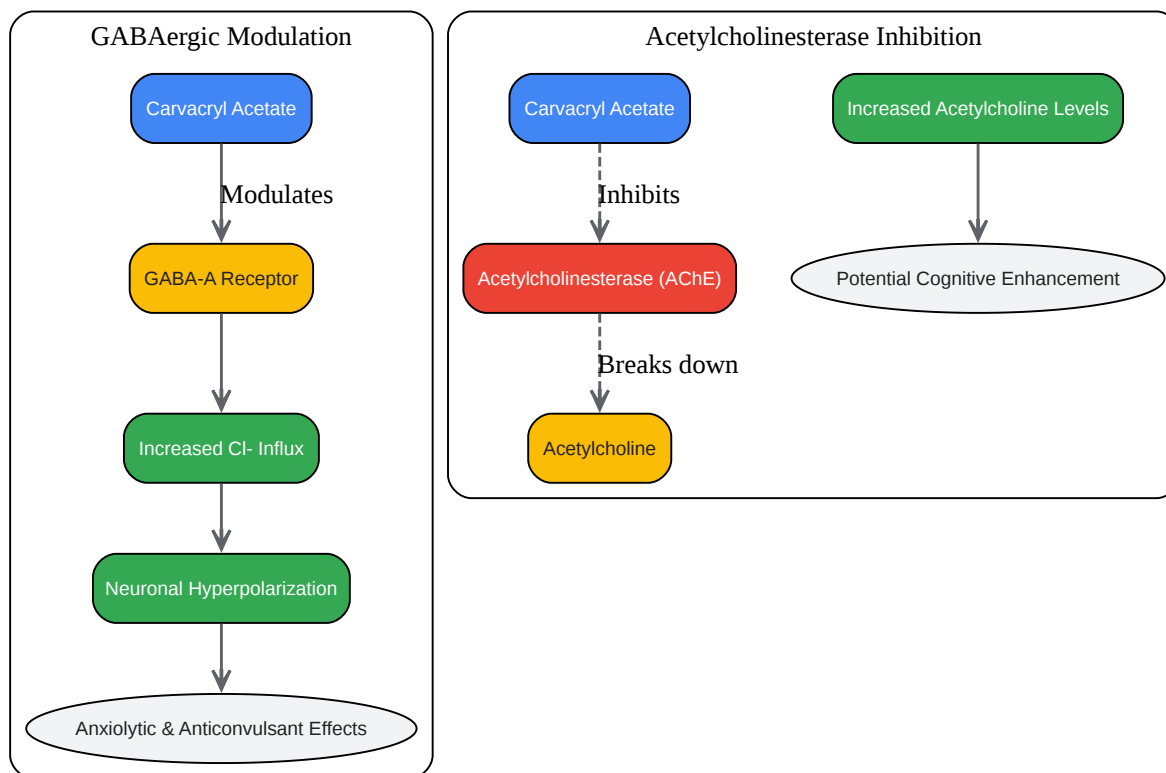 GABAergic Modulation
Carvacryl Acetate
Modulates
GABA-A Receptor
Increased Cl- Influx
Neuronal Hyperpolarization
Anxiolytic & Anticonvulsant Effects
Acetylcholinesterase Inhibition
Carvacryl Acetate
Inhibits
Acetylcholinesterase (AChE)
Breaks down
Acetylcholine
Increased Acetylcholine Levels
Potential Cognitive Enhancement